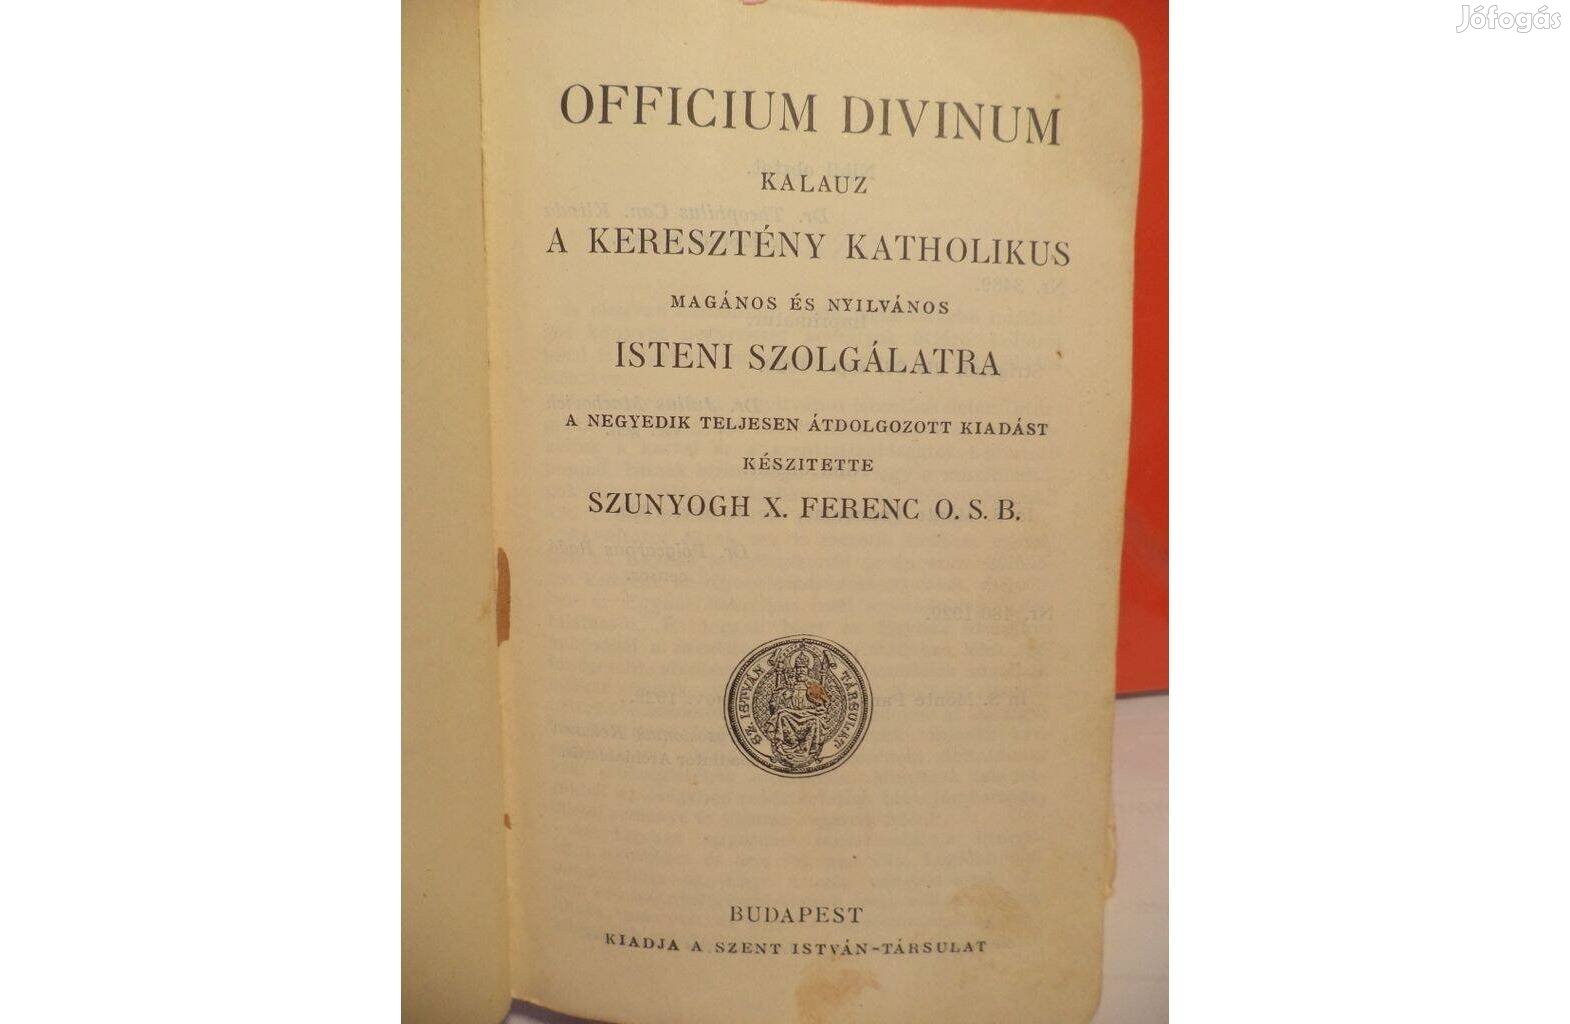 Jófogás
OFFICIUM DIVINUM
KALAUZ
A KERESZTÉNY KATHOLIKUS
MAGÁNOS ÉS NYILVÁNOS
ISTENI SZOLGÁLATRA
A NEGYEDIK TELJESEN ÁTDOLGOZOTT KIADÁST
KÉSZITETTE
SZUNYOGH X. FERENC O. S. B.
SZ. ISTVÁN TÁRSULAT
BUDAPEST
KIADJA A SZENT ISTVÁN-TÁRSULAT